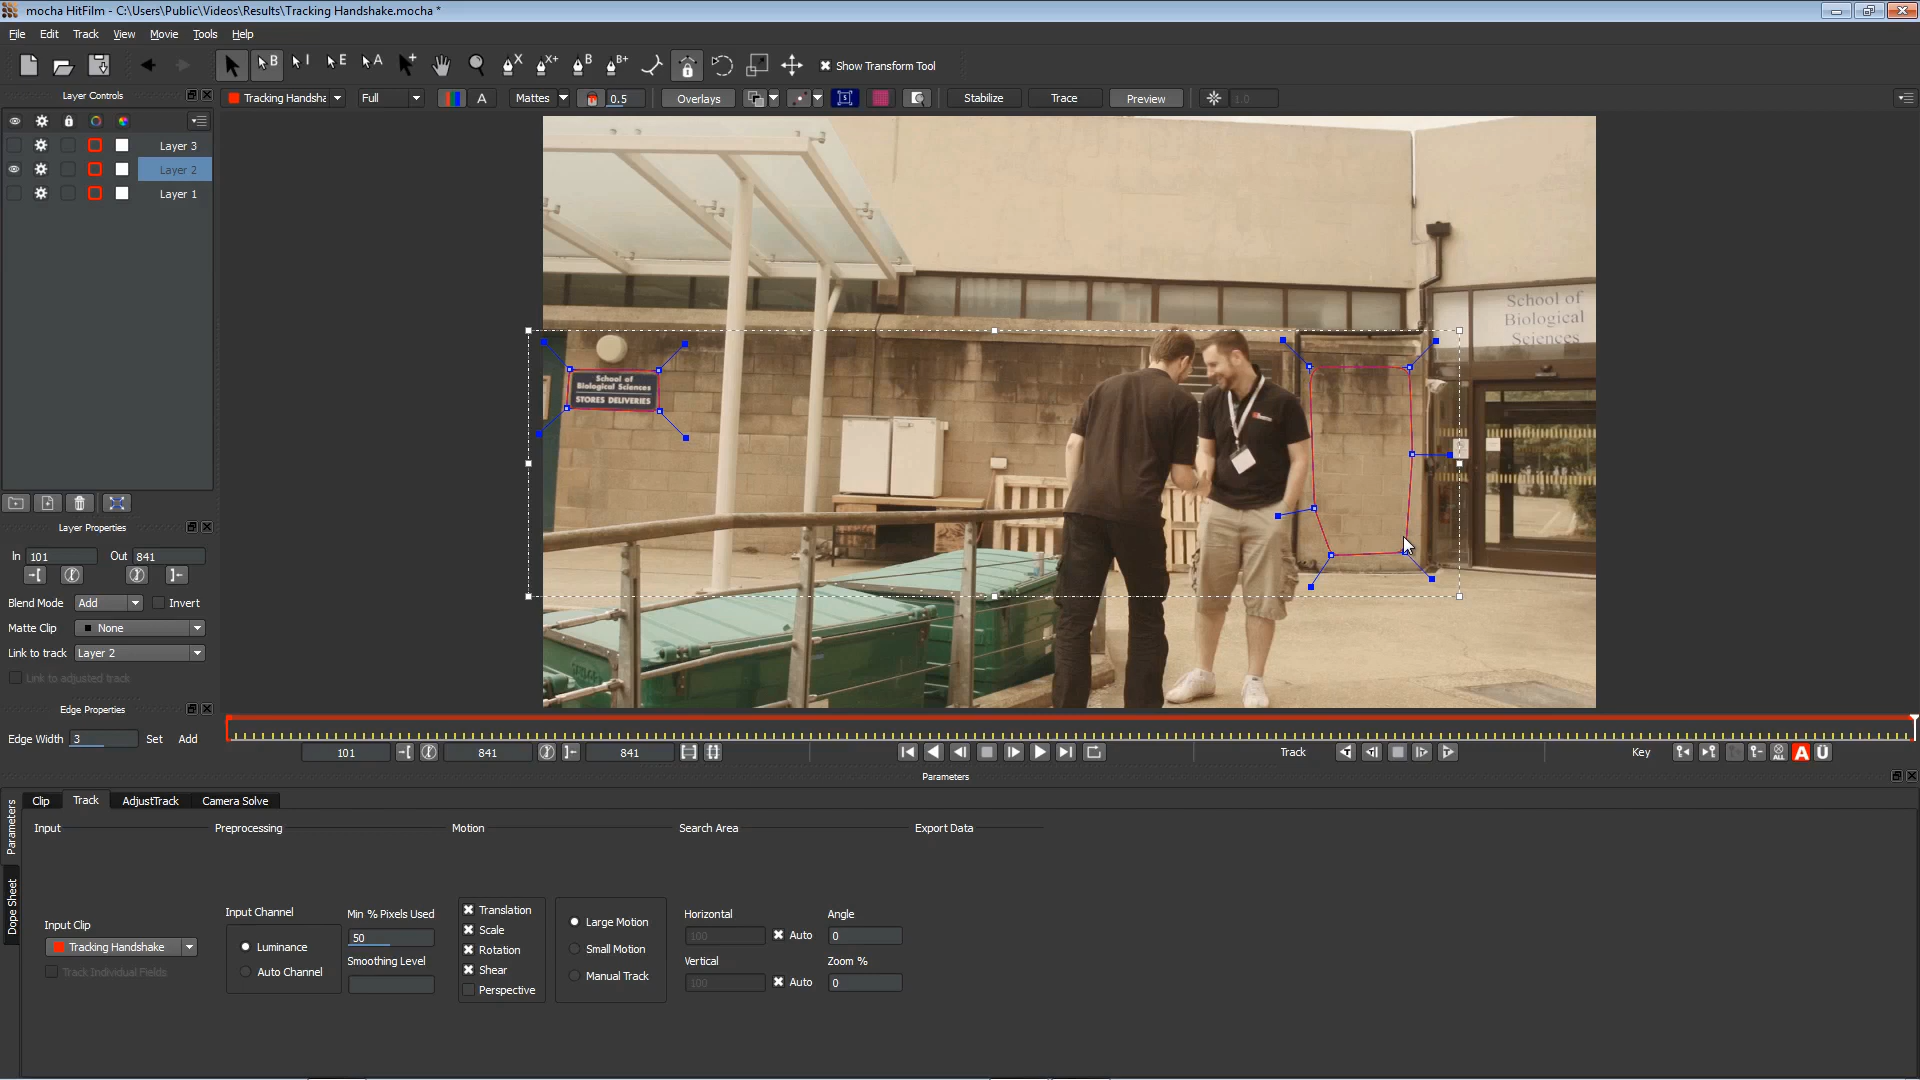 mocha HitFilm - C:\Users\Public\Videos\Results\Tracking Handshake.mocha *
File Edit Track View Movie Tools Help
Show Transform Tool
Layer Controls
Tracking Handsha Full A Mattes 0.5 Overlays Stabilize Trace Preview 1.0
Layer 3
Layer 2
Layer 1
School of
Biological
Sciences
School of
Biological Sciences
STORES DELIVERIES
Layer Properties
In 101 Out 841
Blend Mode Add Invert
Matte Clip None
Link to track Layer 2
Link to adjusted track
Edge Properties
Edge Width 3 Set Add
101 841 841 Track Key ALL A Ü
Parameters
Parameters
Dope Sheet
Clip Track AdjustTrack Camera Solve
Input Preprocessing Motion Search Area Export Data
Input Clip
Tracking Handshake
Track Individual Fields
Input Channel
Luminance
Auto Channel
Min % Pixels Used
50
Smoothing Level
Translation
Scale
Rotation
Shear
Perspective
Large Motion
Small Motion
Manual Track
Horizontal Angle
100 Auto 0
Vertical Zoom %
100 Auto 0